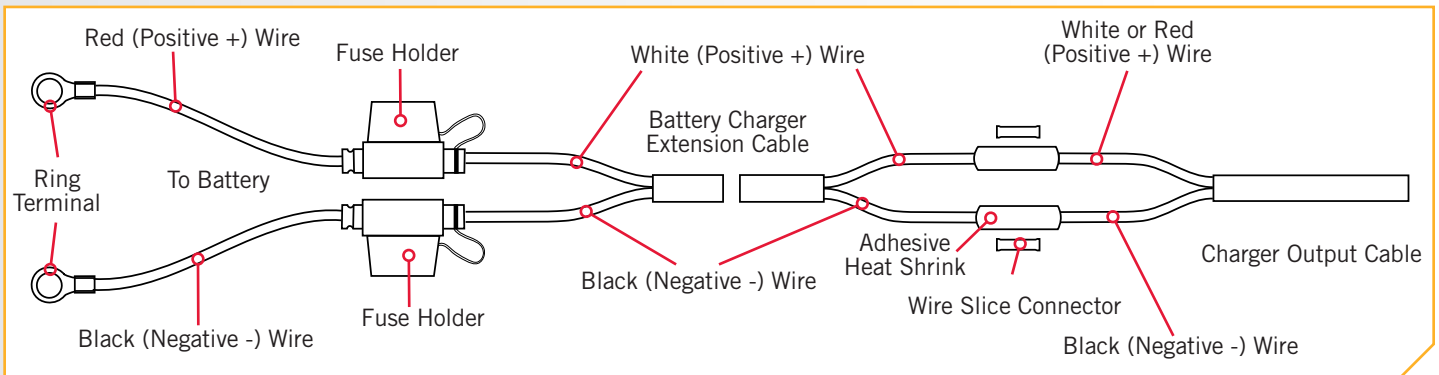 Red (Positive +) Wire
Fuse Holder
White (Positive +) Wire
White or Red
(Positive +) Wire
Battery Charger
Extension Cable
Ring
Terminal
To Battery
Adhesive
Heat Shrink
Charger Output Cable
Black (Negative -) Wire
Wire Slice Connector
Fuse Holder
Black (Negative -) Wire
Black (Negative -) Wire